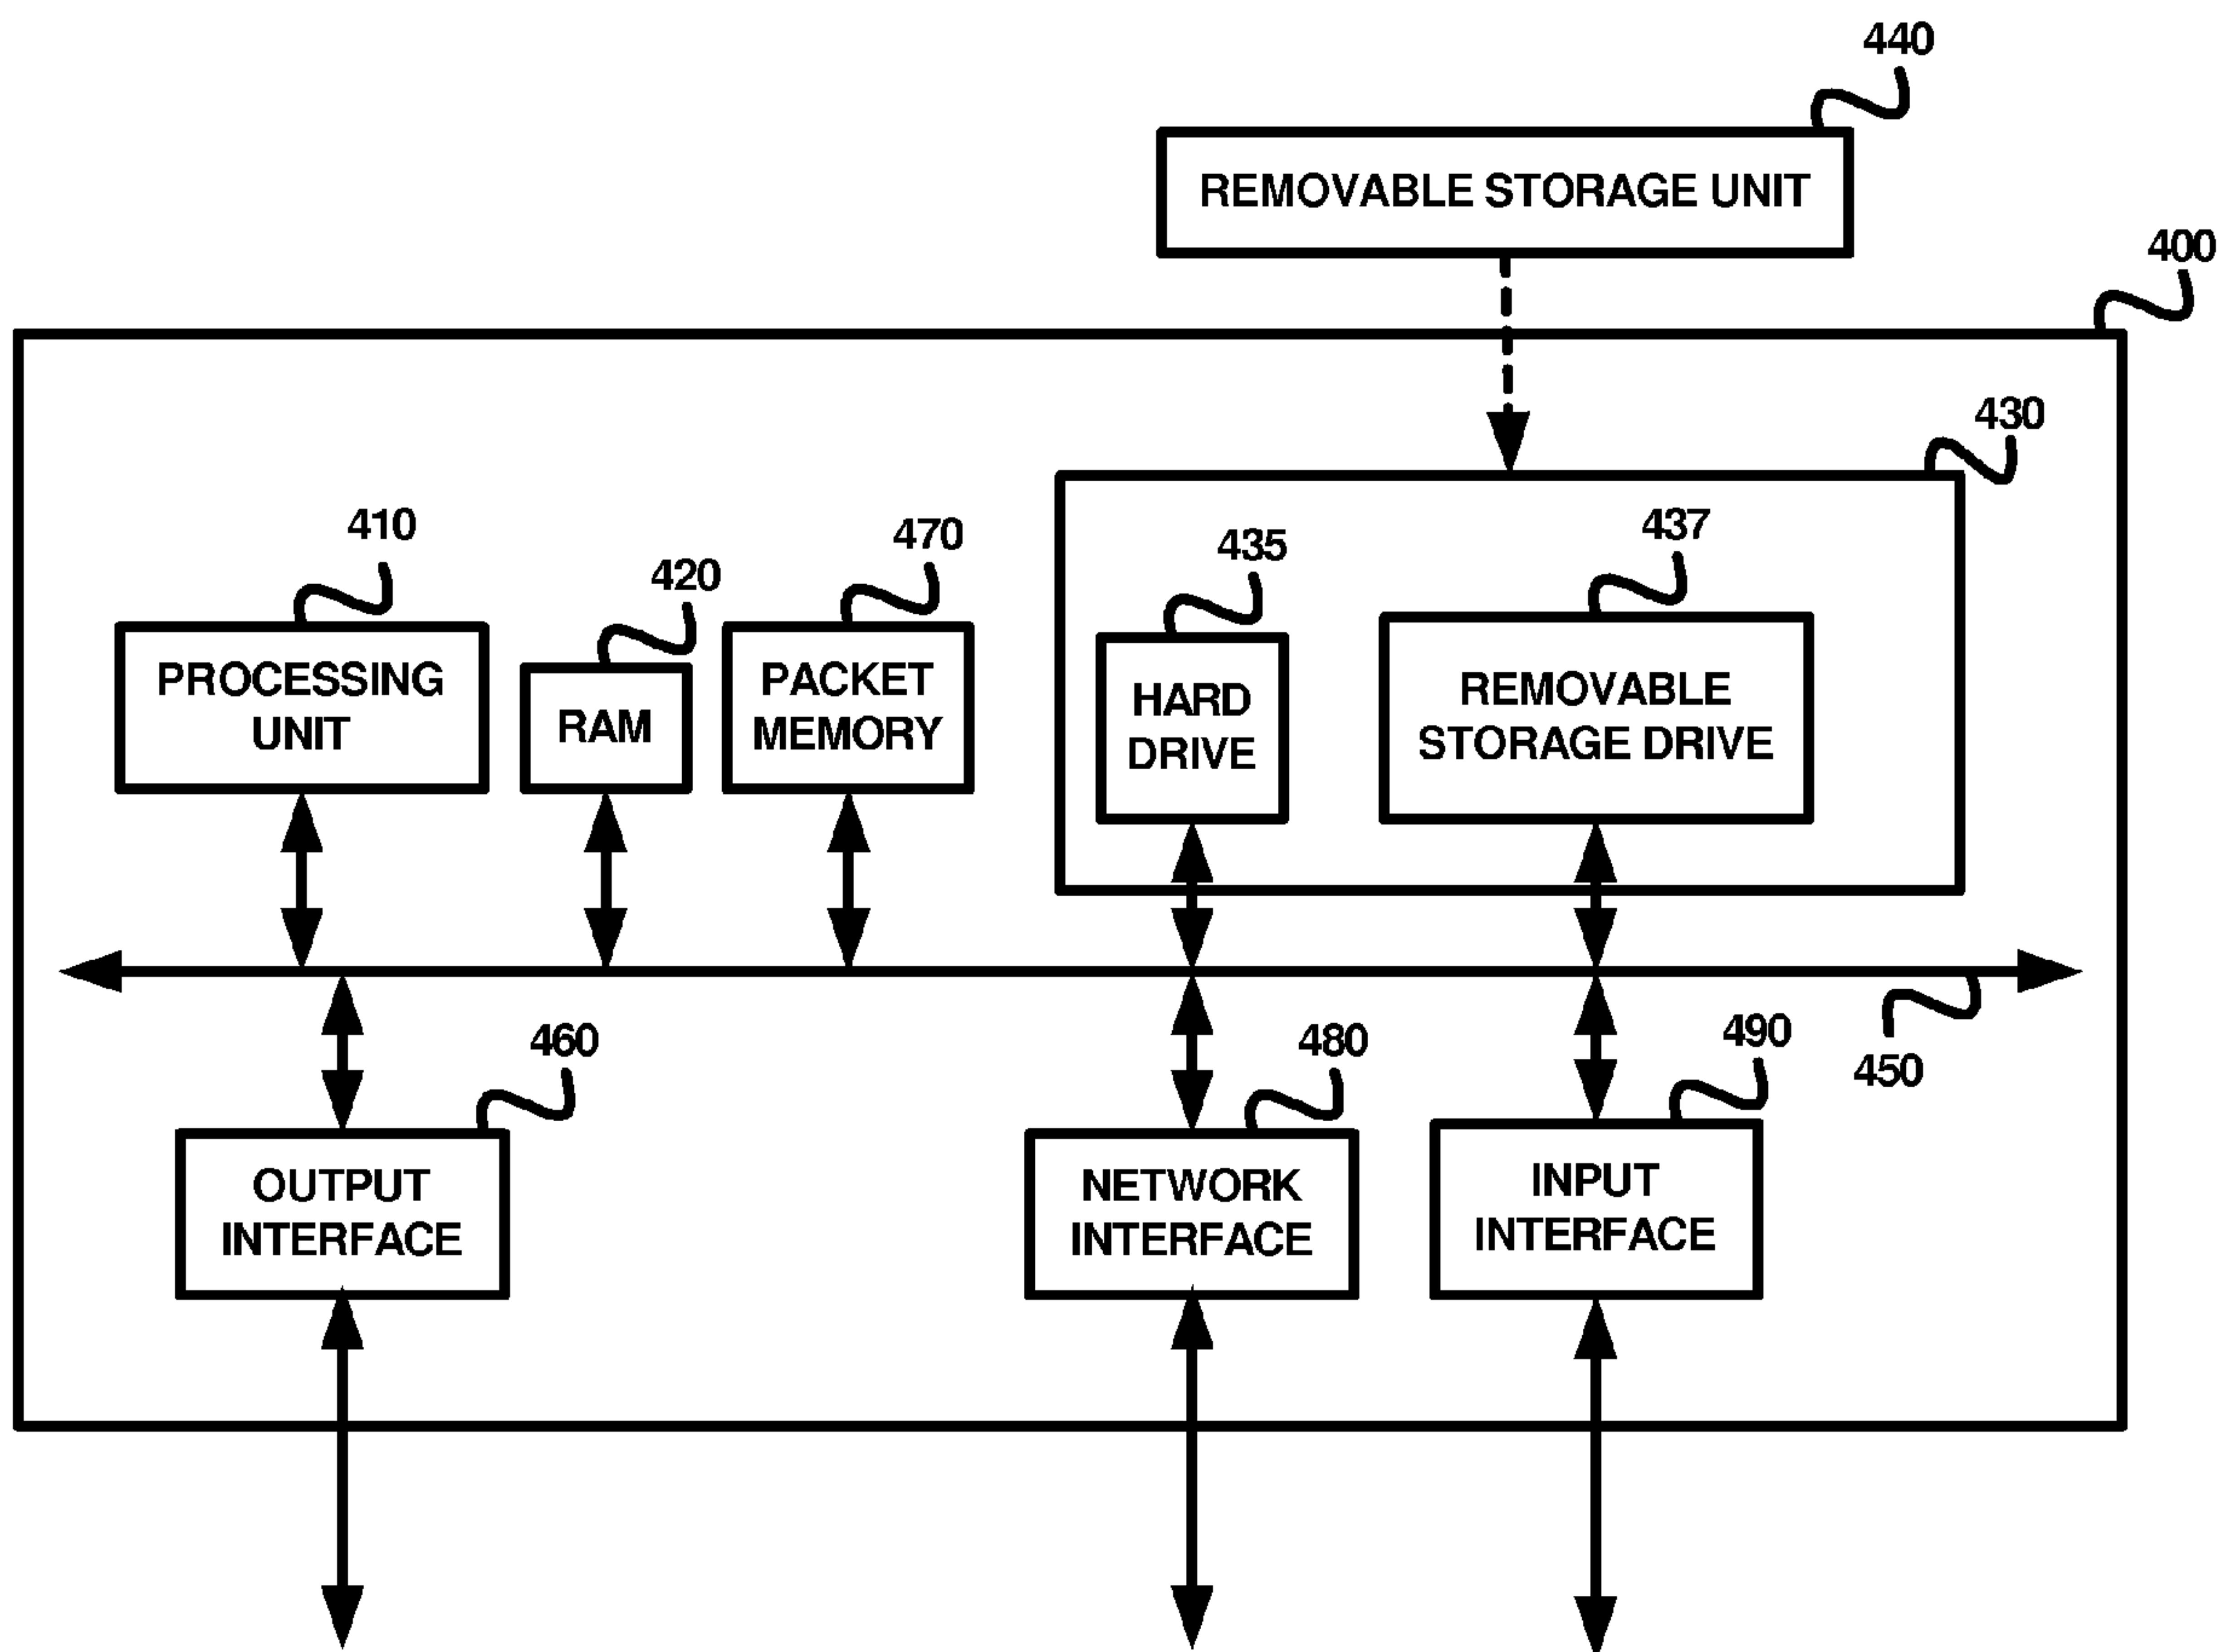 440
REMOVABLE STORAGE UNIT
400
430
410
420
470
435
437
PROCESSING
UNIT
RAM
PACKET
MEMORY
HARD
DRIVE
REMOVABLE
STORAGE DRIVE
450
460
480
490
OUTPUT
INTERFACE
NETWORK
INTERFACE
INPUT
INTERFACE